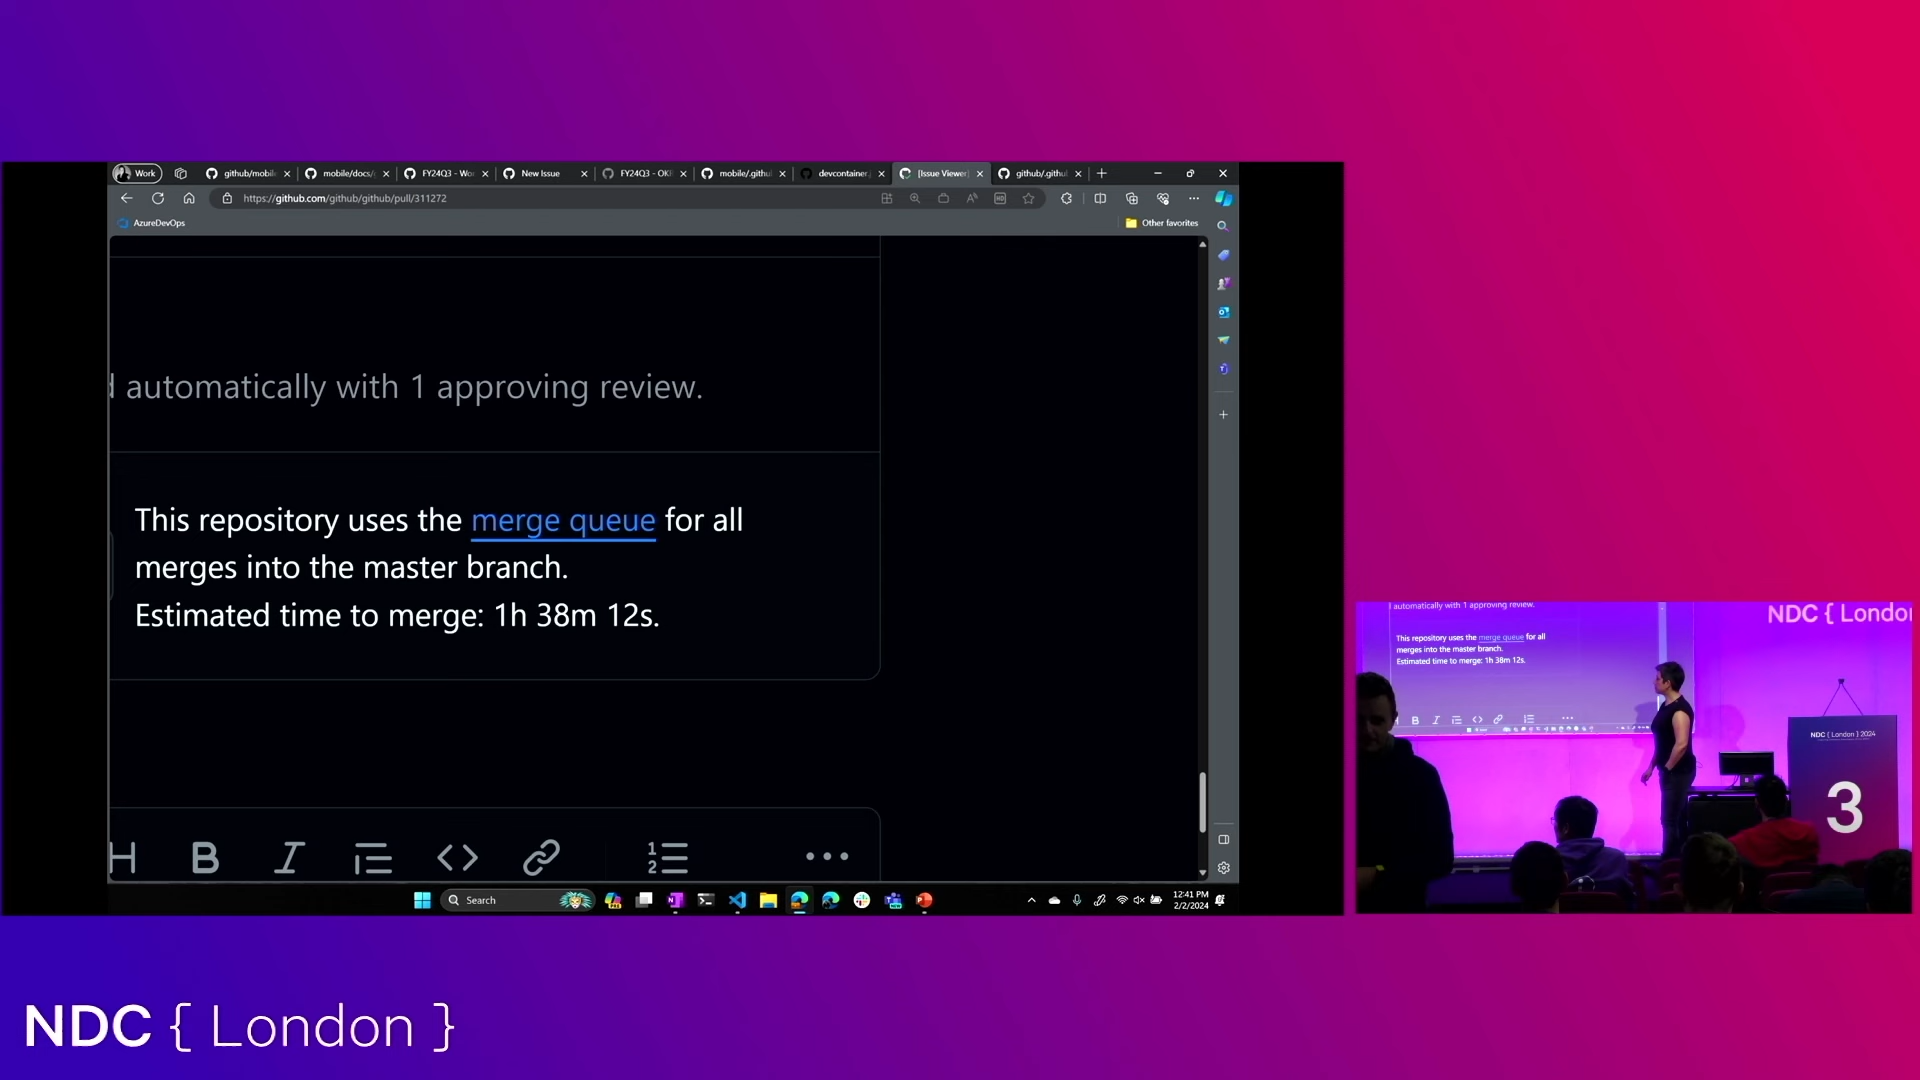 Work
github/mobil
mobile/docs/
FY24Q3 - Wor
New Issue
FY24Q3 - OK
mobile/.githu
devcontainer.
[Issue Viewer]
github/.githul
https://github.com/github/github/pull/311272
AzureDevOps
Other favorites
automatically with 1 approving review.
This repository uses the merge queue for all
merges into the master branch.
Estimated time to merge: 1h 38m 12s.
H B I
Search
12:41 PM
2/2/2024
automatically with 1 approving review.
This repository uses the merge queue for all
merges into the master branch.
Estimated time to merge: 1h 38m 12s.
B I
NDC { Londo
NDC { London } 2024
3
NDC { London }